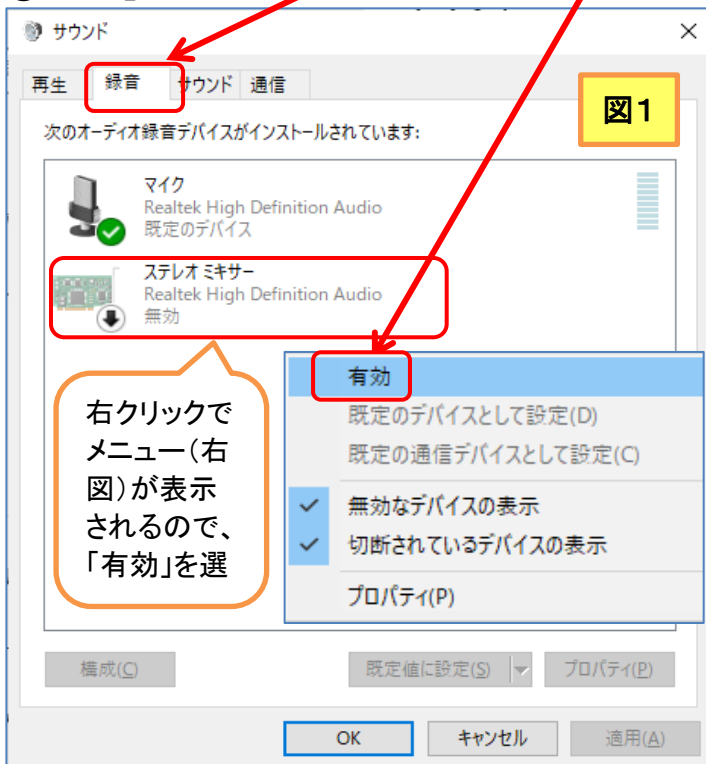 サウンド
再生 録音 サウンド 通信
図1
次のオーディオ録音デバイスがインストールされています:
マイク
Realtek High Definition Audio
既定のデバイス
ステレオ ミキサー
Realtek High Definition Audio
無効
右クリックで
メニュー(右
図)が表示
されるので、
「有効」を選
有効
既定のデバイスとして設定(D)
既定の通信デバイスとして設定(C)
無効なデバイスの表示
切断されているデバイスの表示
プロパティ(P)
構成(C) 既定値に設定(S) プロパティ(P)
OK キャンセル 適用(A)